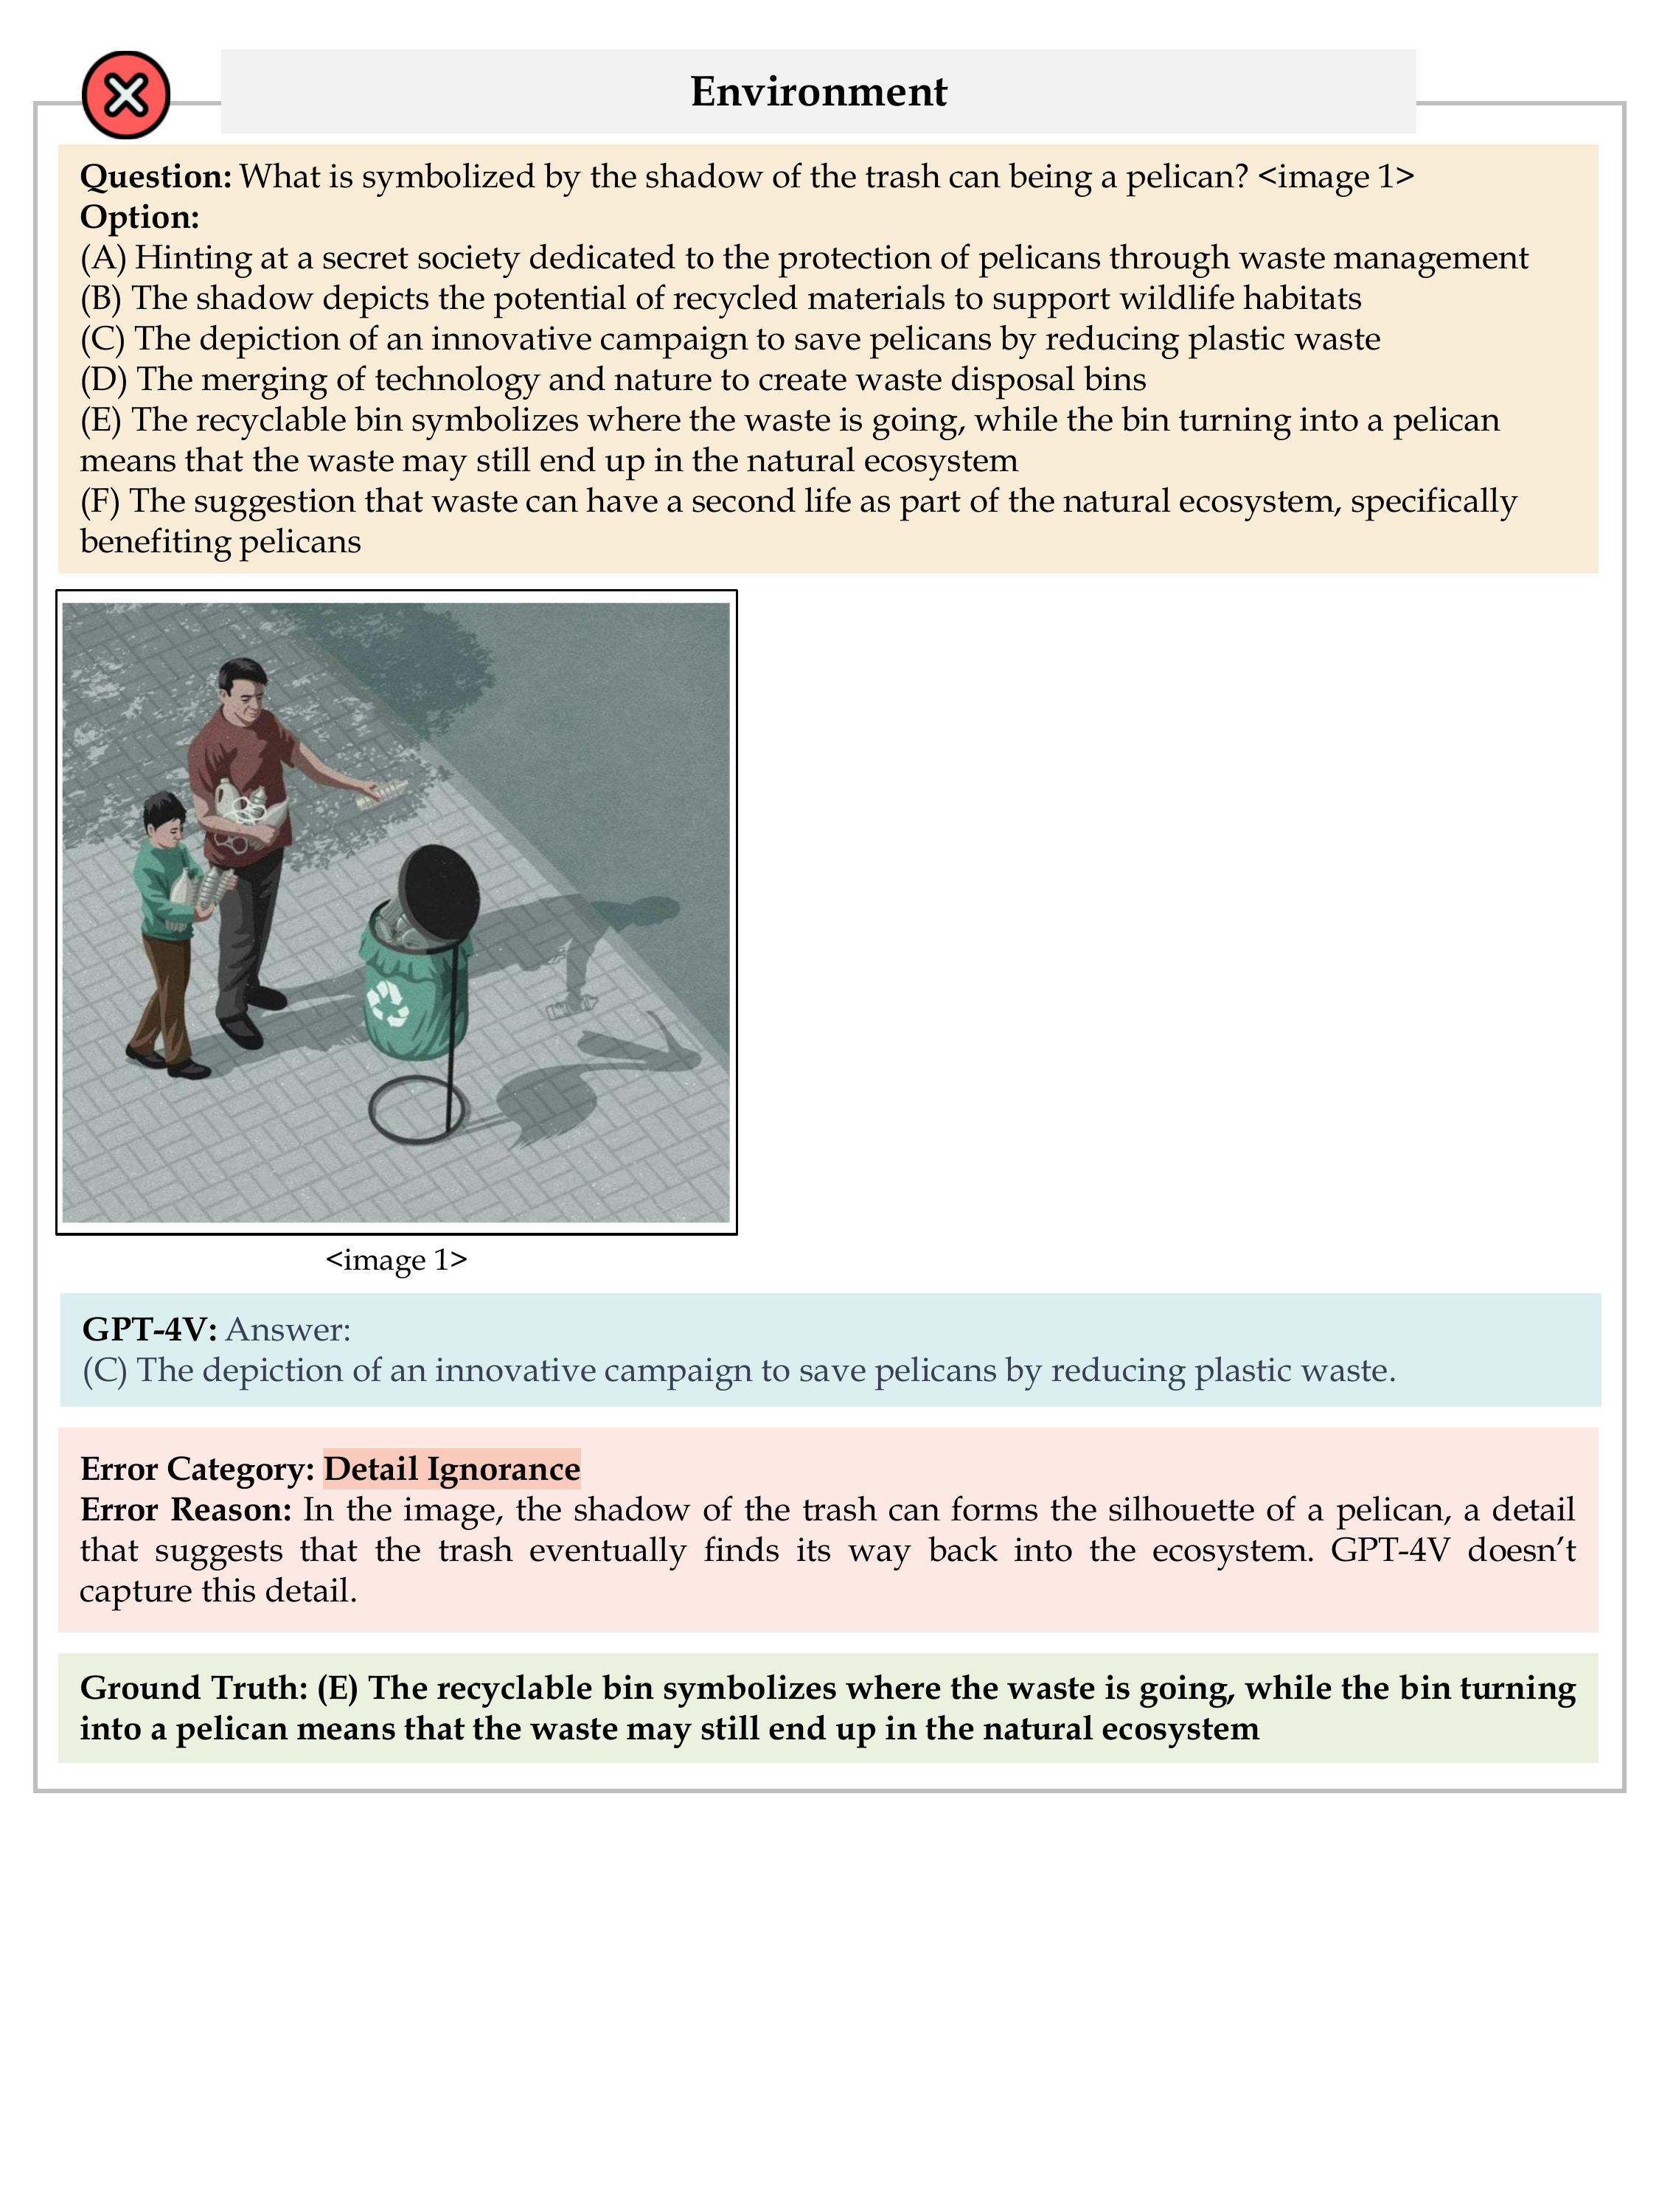 Environment
Question: What is symbolized by the shadow of the trash can being a pelican? <image 1>
Option:
(A) Hinting at a secret society dedicated to the protection of pelicans through waste management
(B) The shadow depicts the potential of recycled materials to support wildlife habitats
(C) The depiction of an innovative campaign to save pelicans by reducing plastic waste
(D) The merging of technology and nature to create waste disposal bins
(E) The recyclable bin symbolizes where the waste is going, while the bin turning into a pelican
means that the waste may still end up in the natural ecosystem
(F) The suggestion that waste can have a second life as part of the natural ecosystem, specifically
benefiting pelicans
<image 1>
GPT-4V: Answer:
(C) The depiction of an innovative campaign to save pelicans by reducing plastic waste.
Error Category: Detail Ignorance
Error Reason: In the image, the shadow of the trash can forms the silhouette of a pelican, a detail
that suggests that the trash eventually finds its way back into the ecosystem. GPT-4V doesn't
capture this detail.
Ground Truth: (E) The recyclable bin symbolizes where the waste is going, while the bin turning
into a pelican means that the waste may still end up in the natural ecosystem